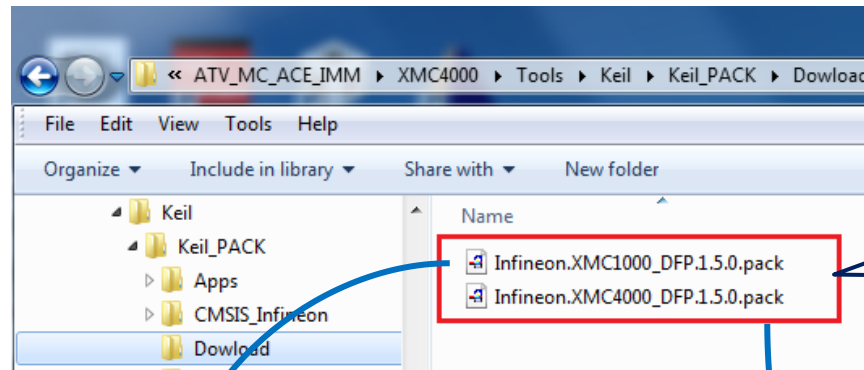 « ATV_MC_ACE_IMM ▸ XMC4000 ▸ Tools ▸ Keil ▸ Keil_PACK ▸ Dowload
File Edit View Tools Help
Organize ▾ Include in library ▾ Share with ▾ New folder
Keil
Name
Keil_PACK
Infineon.XMC1000_DFP.1.5.0.pack
Apps
Infineon.XMC4000_DFP.1.5.0.pack
CMSIS_Infineon
Dowload